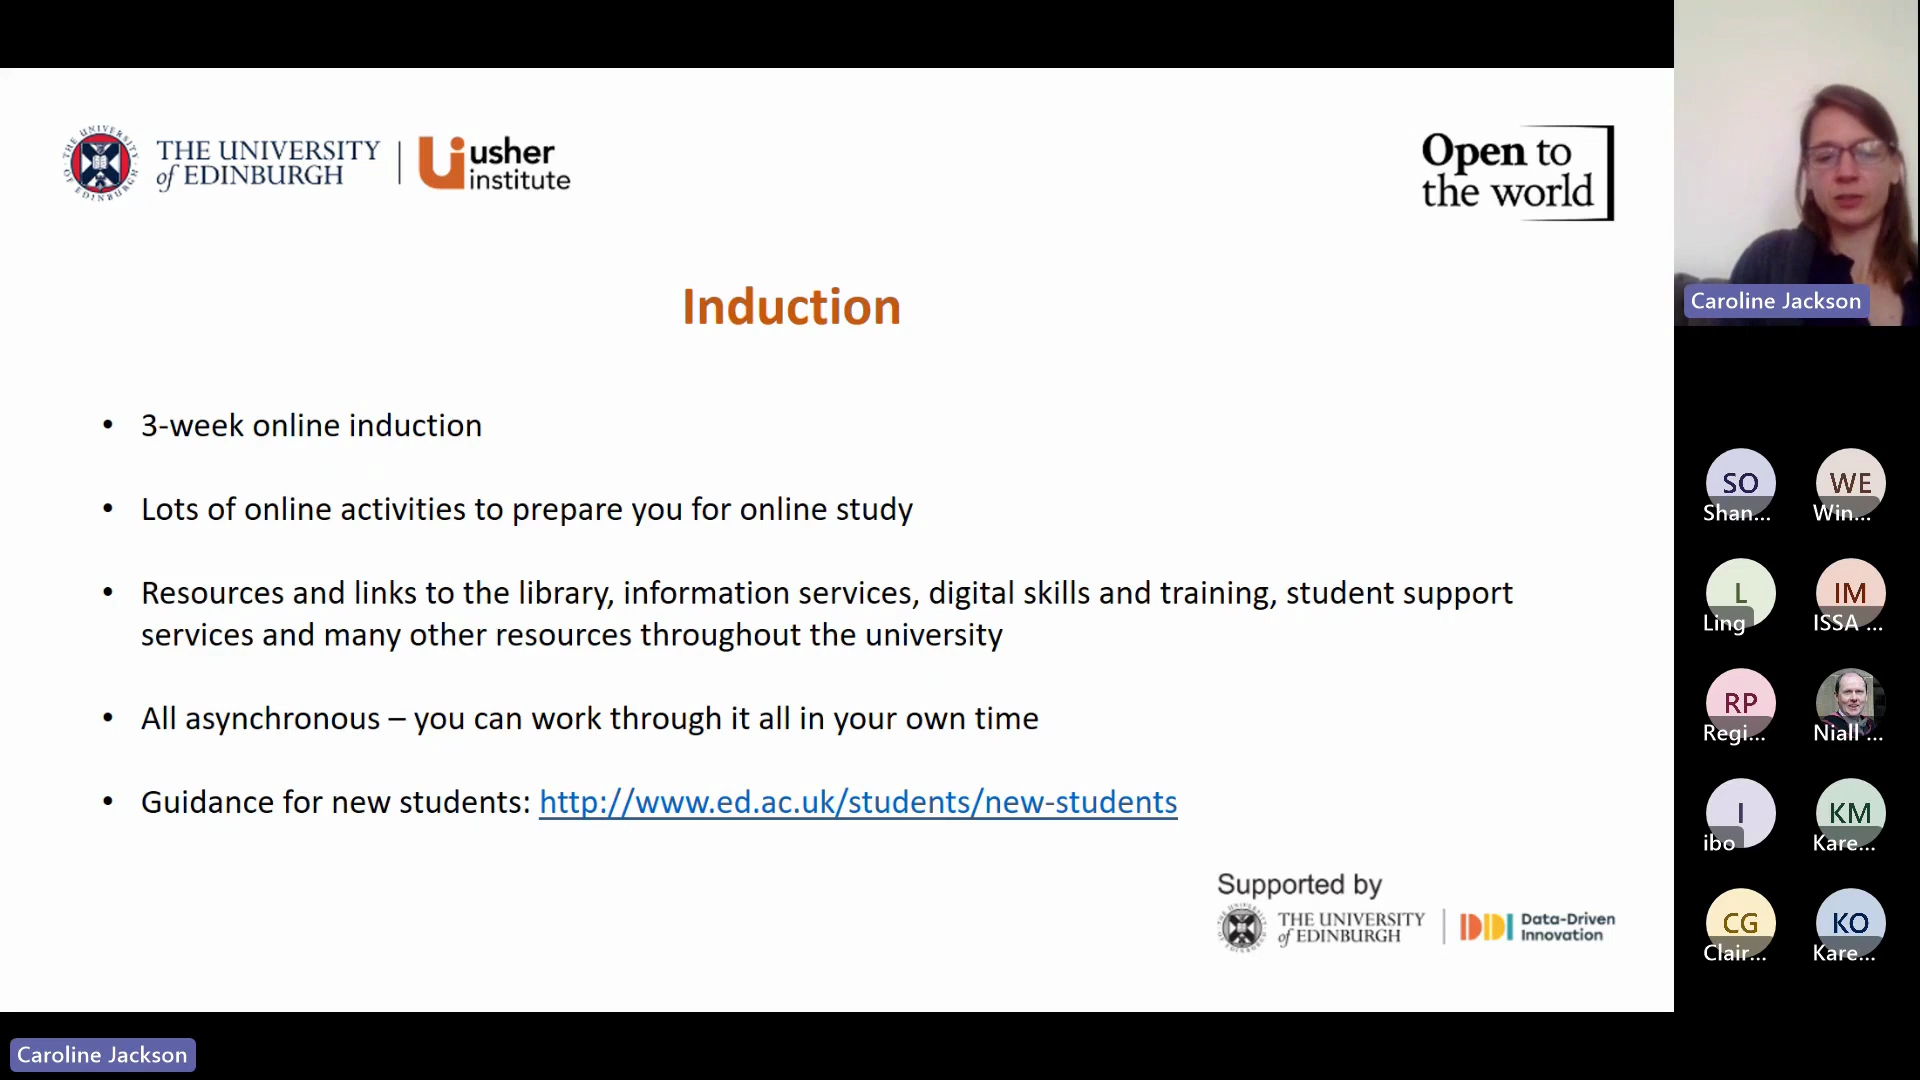 THE UNIVERSITY
of EDINBURGH
usher
institute
Open to
the world
Induction
• 3-week online induction
• Lots of online activities to prepare you for online study
• Resources and links to the library, information services, digital skills and training, student support
services and many other resources throughout the university
• All asynchronous – you can work through it all in your own time
• Guidance for new students: http://www.ed.ac.uk/students/new-students
Supported by
THE UNIVERSITY
of EDINBURGH
DDI
Data-Driven
Innovation
Caroline Jackson
SO
Shan...
WE
Win...
L
Ling
IM
ISSA ...
RP
Regi...
Niall ...
I
ibo
KM
Kare...
CG
Clair...
KO
Kare...
Caroline Jackson